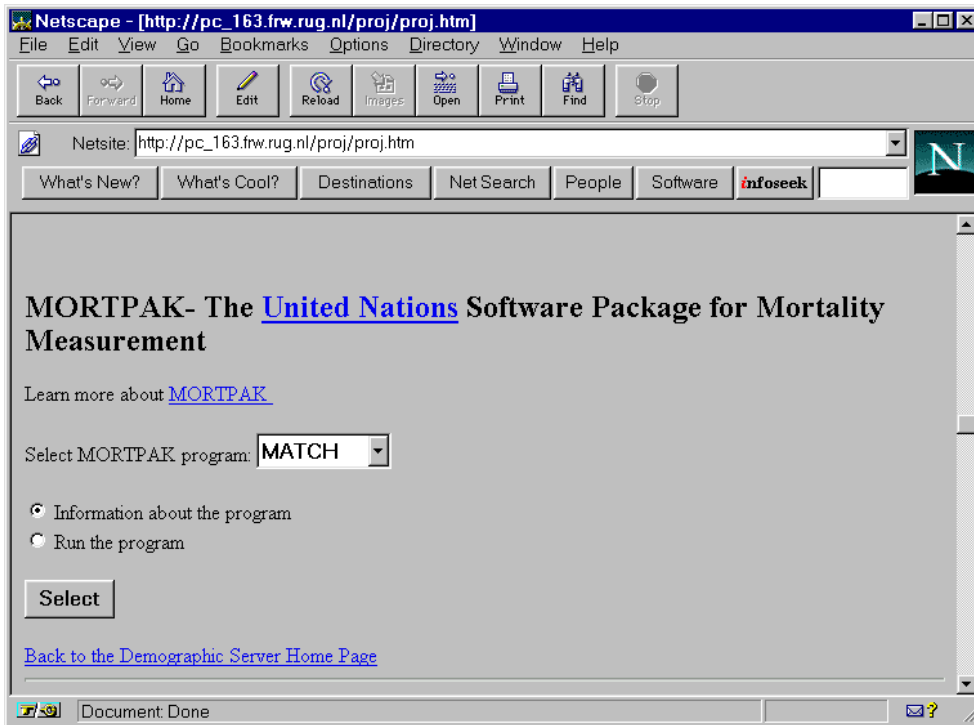 Netscape - [http://pc_163.frw.rug.nl/proj/proj.htm]
File Edit View Go Bookmarks Options Directory Window Help
Back Forward Home Edit Reload Images Open Print Find Stop
Netsite: http://pc_163.frw.rug.nl/proj/proj.htm
N
What's New? What's Cool? Destinations Net Search People Software infoseek
MORTPAK- The United Nations Software Package for Mortality
Measurement
Learn more about MORTPAK
Select MORTPAK program: MATCH
Information about the program
Run the program
Select
Back to the Demographic Server Home Page
Document: Done
?